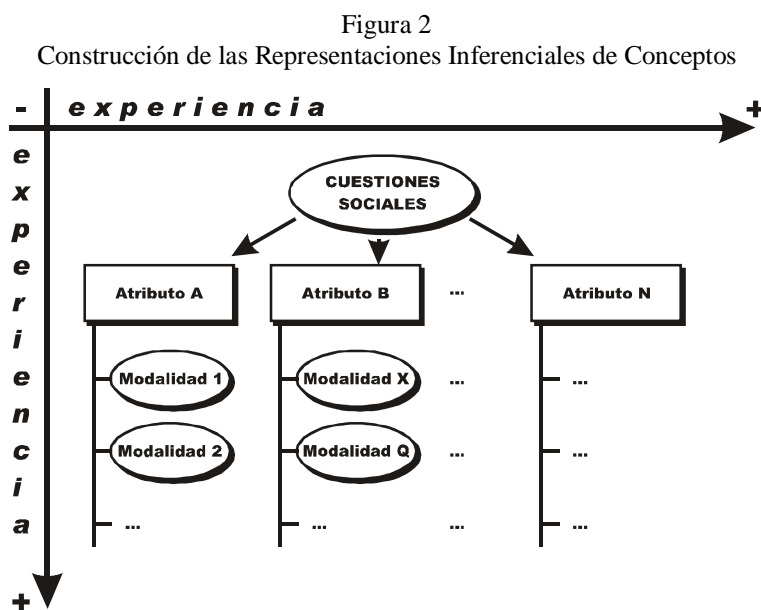 Figura 2
Construcción de las Representaciones Inferenciales de Conceptos
- experiencia +
experiencia
CUESTIONES
SOCIALES
Atributo A Atributo B ... Atributo N
Modalidad 1 Modalidad X ... ...
Modalidad 2 Modalidad Q ... ...
... ... ... ...
+